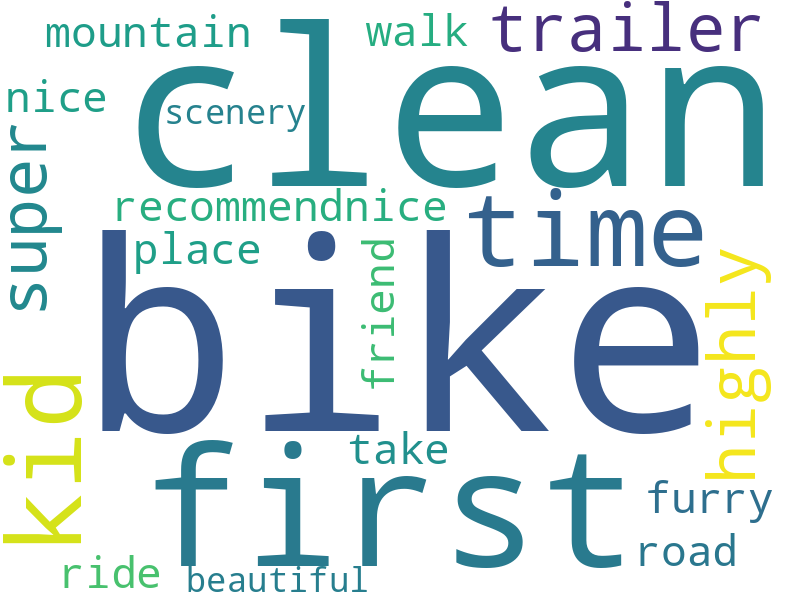 mountain
walk
trailer
clean
nice
scenery
super
recommendnice
time
place
bike
friend
highly
kid
first
take
furry
road
ride
beautiful